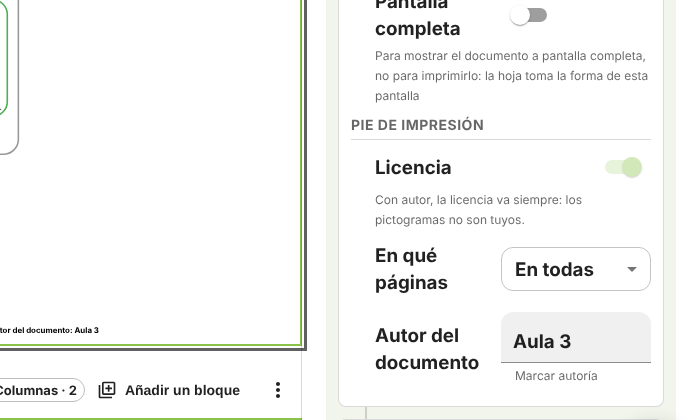 Pantalla
completa
Para mostrar el documento a pantalla completa,
no para imprimirlo: la hoja toma la forma de esta
pantalla
PIE DE IMPRESIÓN
Licencia
Con autor, la licencia va siempre: los
pictogramas no son tuyos.
En qué
páginas
En todas
Autor del
documento
Aula 3
Marcar autoría
tor del documento: Aula 3
Columnas · 2
Añadir un bloque